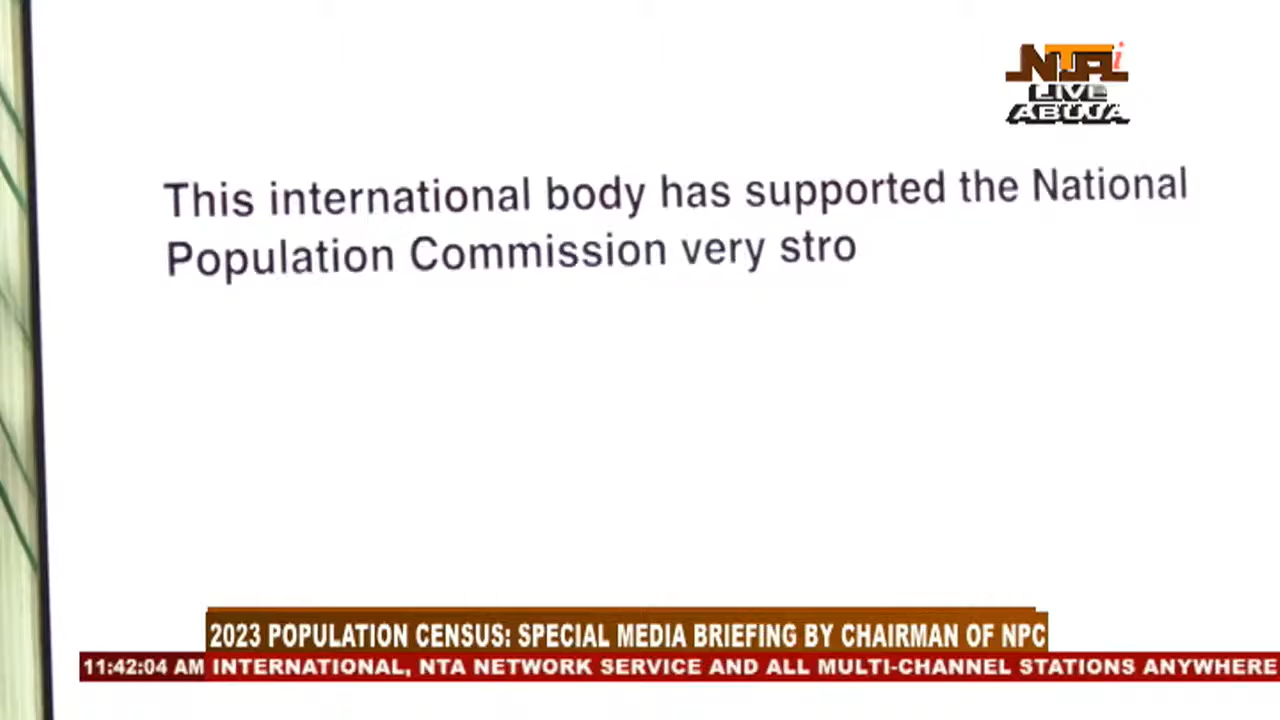 NTAi
LIVE
ABUJA
This international body has supported the National
Population Commission very stro
2023 POPULATION CENSUS: SPECIAL MEDIA BRIEFING BY CHAIRMAN OF NPC
11:42:04 AM INTERNATIONAL, NTA NETWORK SERVICE AND ALL MULTI-CHANNEL STATIONS ANYWHERE